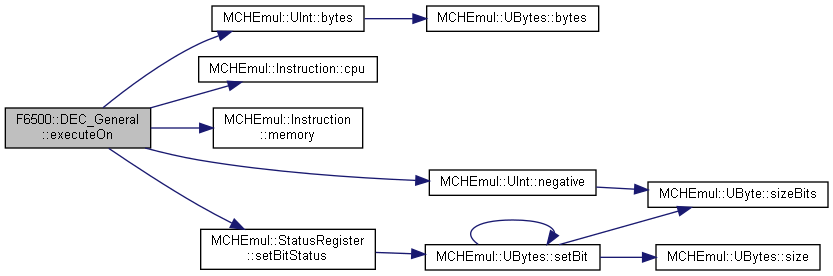 MCHEmul::UInt::bytes
MCHEmul::UBytes::bytes
MCHEmul::Instruction::cpu
F6500::DEC_General
::executeOn
MCHEmul::Instruction
::memory
MCHEmul::UInt::negative
MCHEmul::UByte::sizeBits
MCHEmul::StatusRegister
::setBitStatus
MCHEmul::UBytes::setBit
MCHEmul::UBytes::size